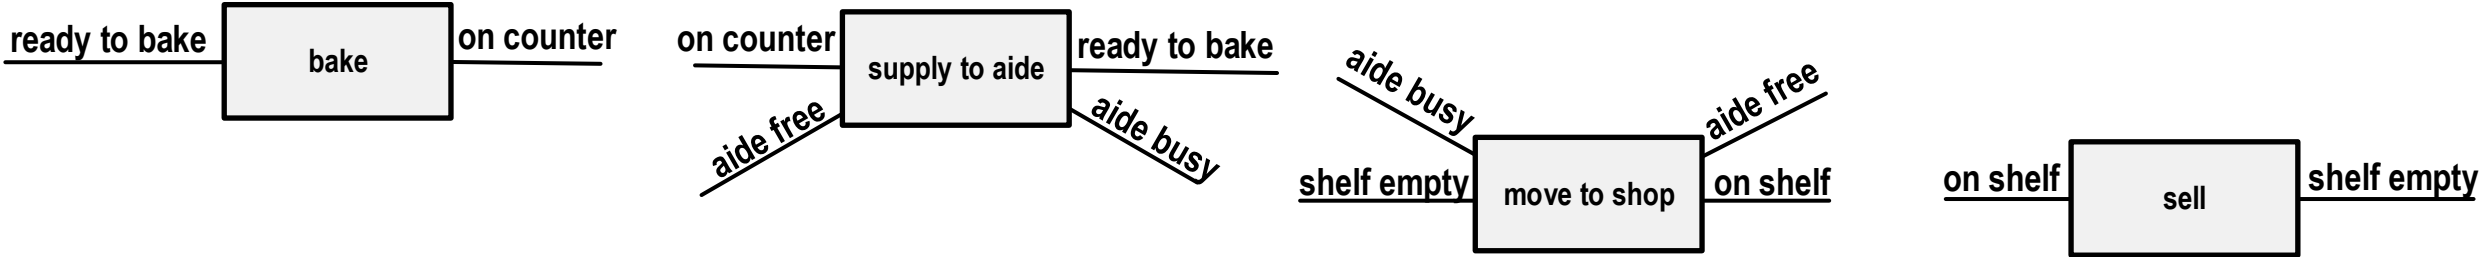 ready to bake
bake
on counter
on counter
aide free
supply to aide
ready to bake
aide busy
aide busy
shelf empty
move to shop
aide free
on shelf
on shelf
sell
shelf empty